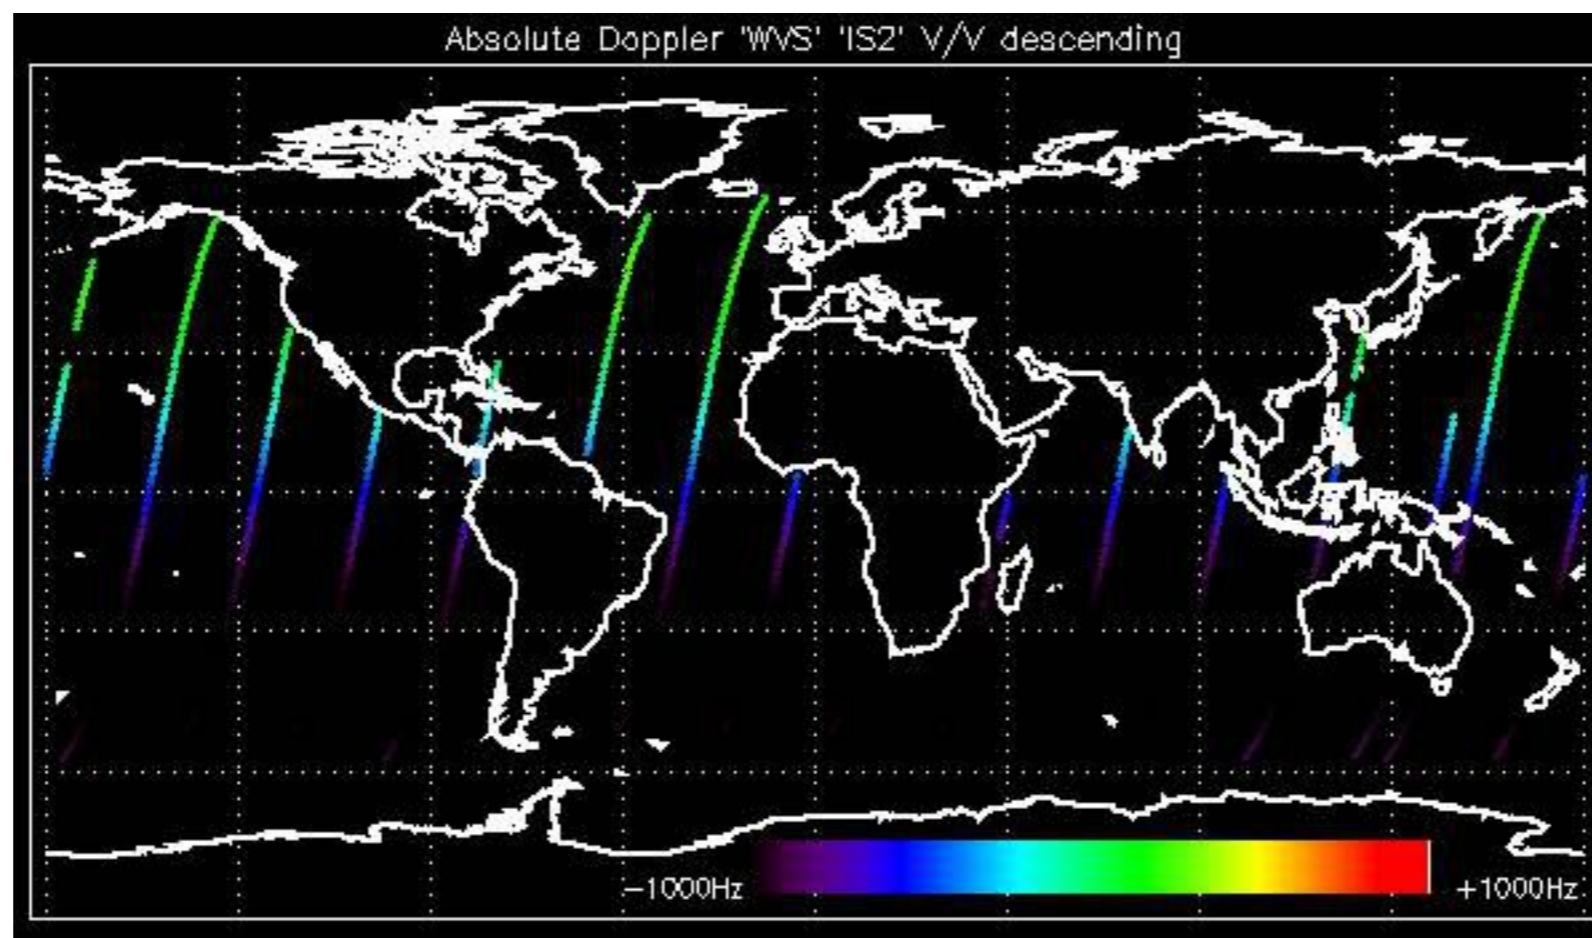 Absolute Doppler 'WVS' 'IS2' V/V descending
−1000Hz
+1000Hz